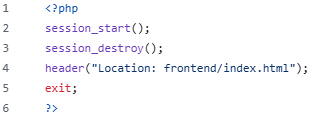 1 <?php
2 session_start();
3 session_destroy();
4 header("Location: frontend/index.html");
5 exit;
6 ?>